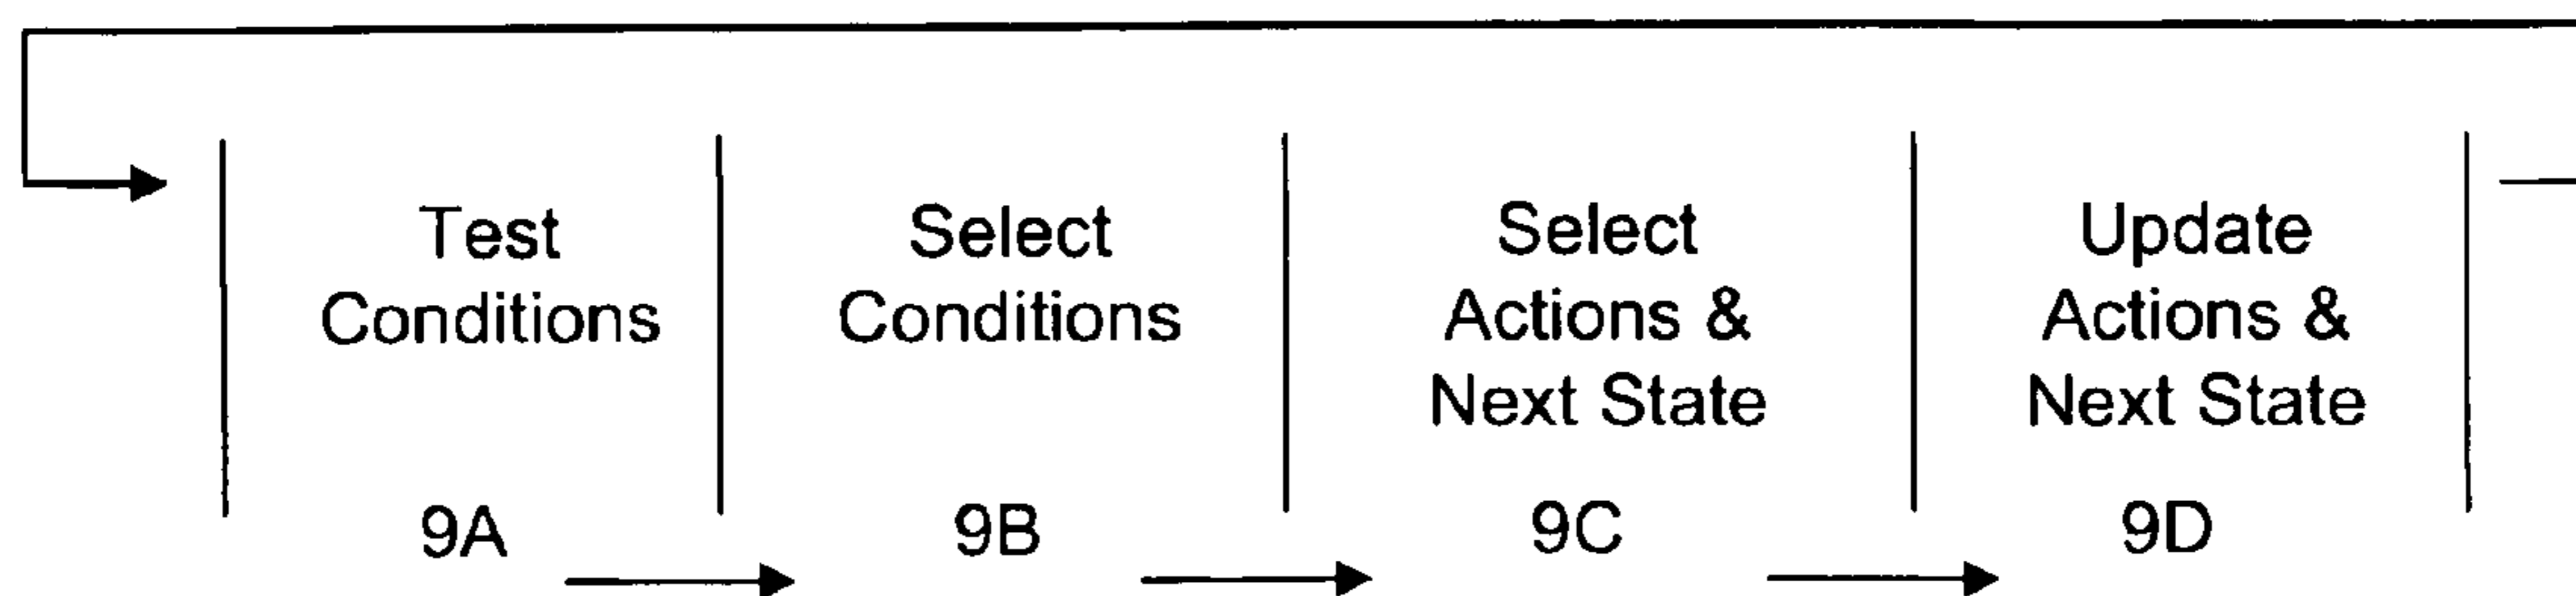 Test
Conditions
9A
Select
Conditions
9B
Select
Actions &
Next State
9C
Update
Actions &
Next State
9D